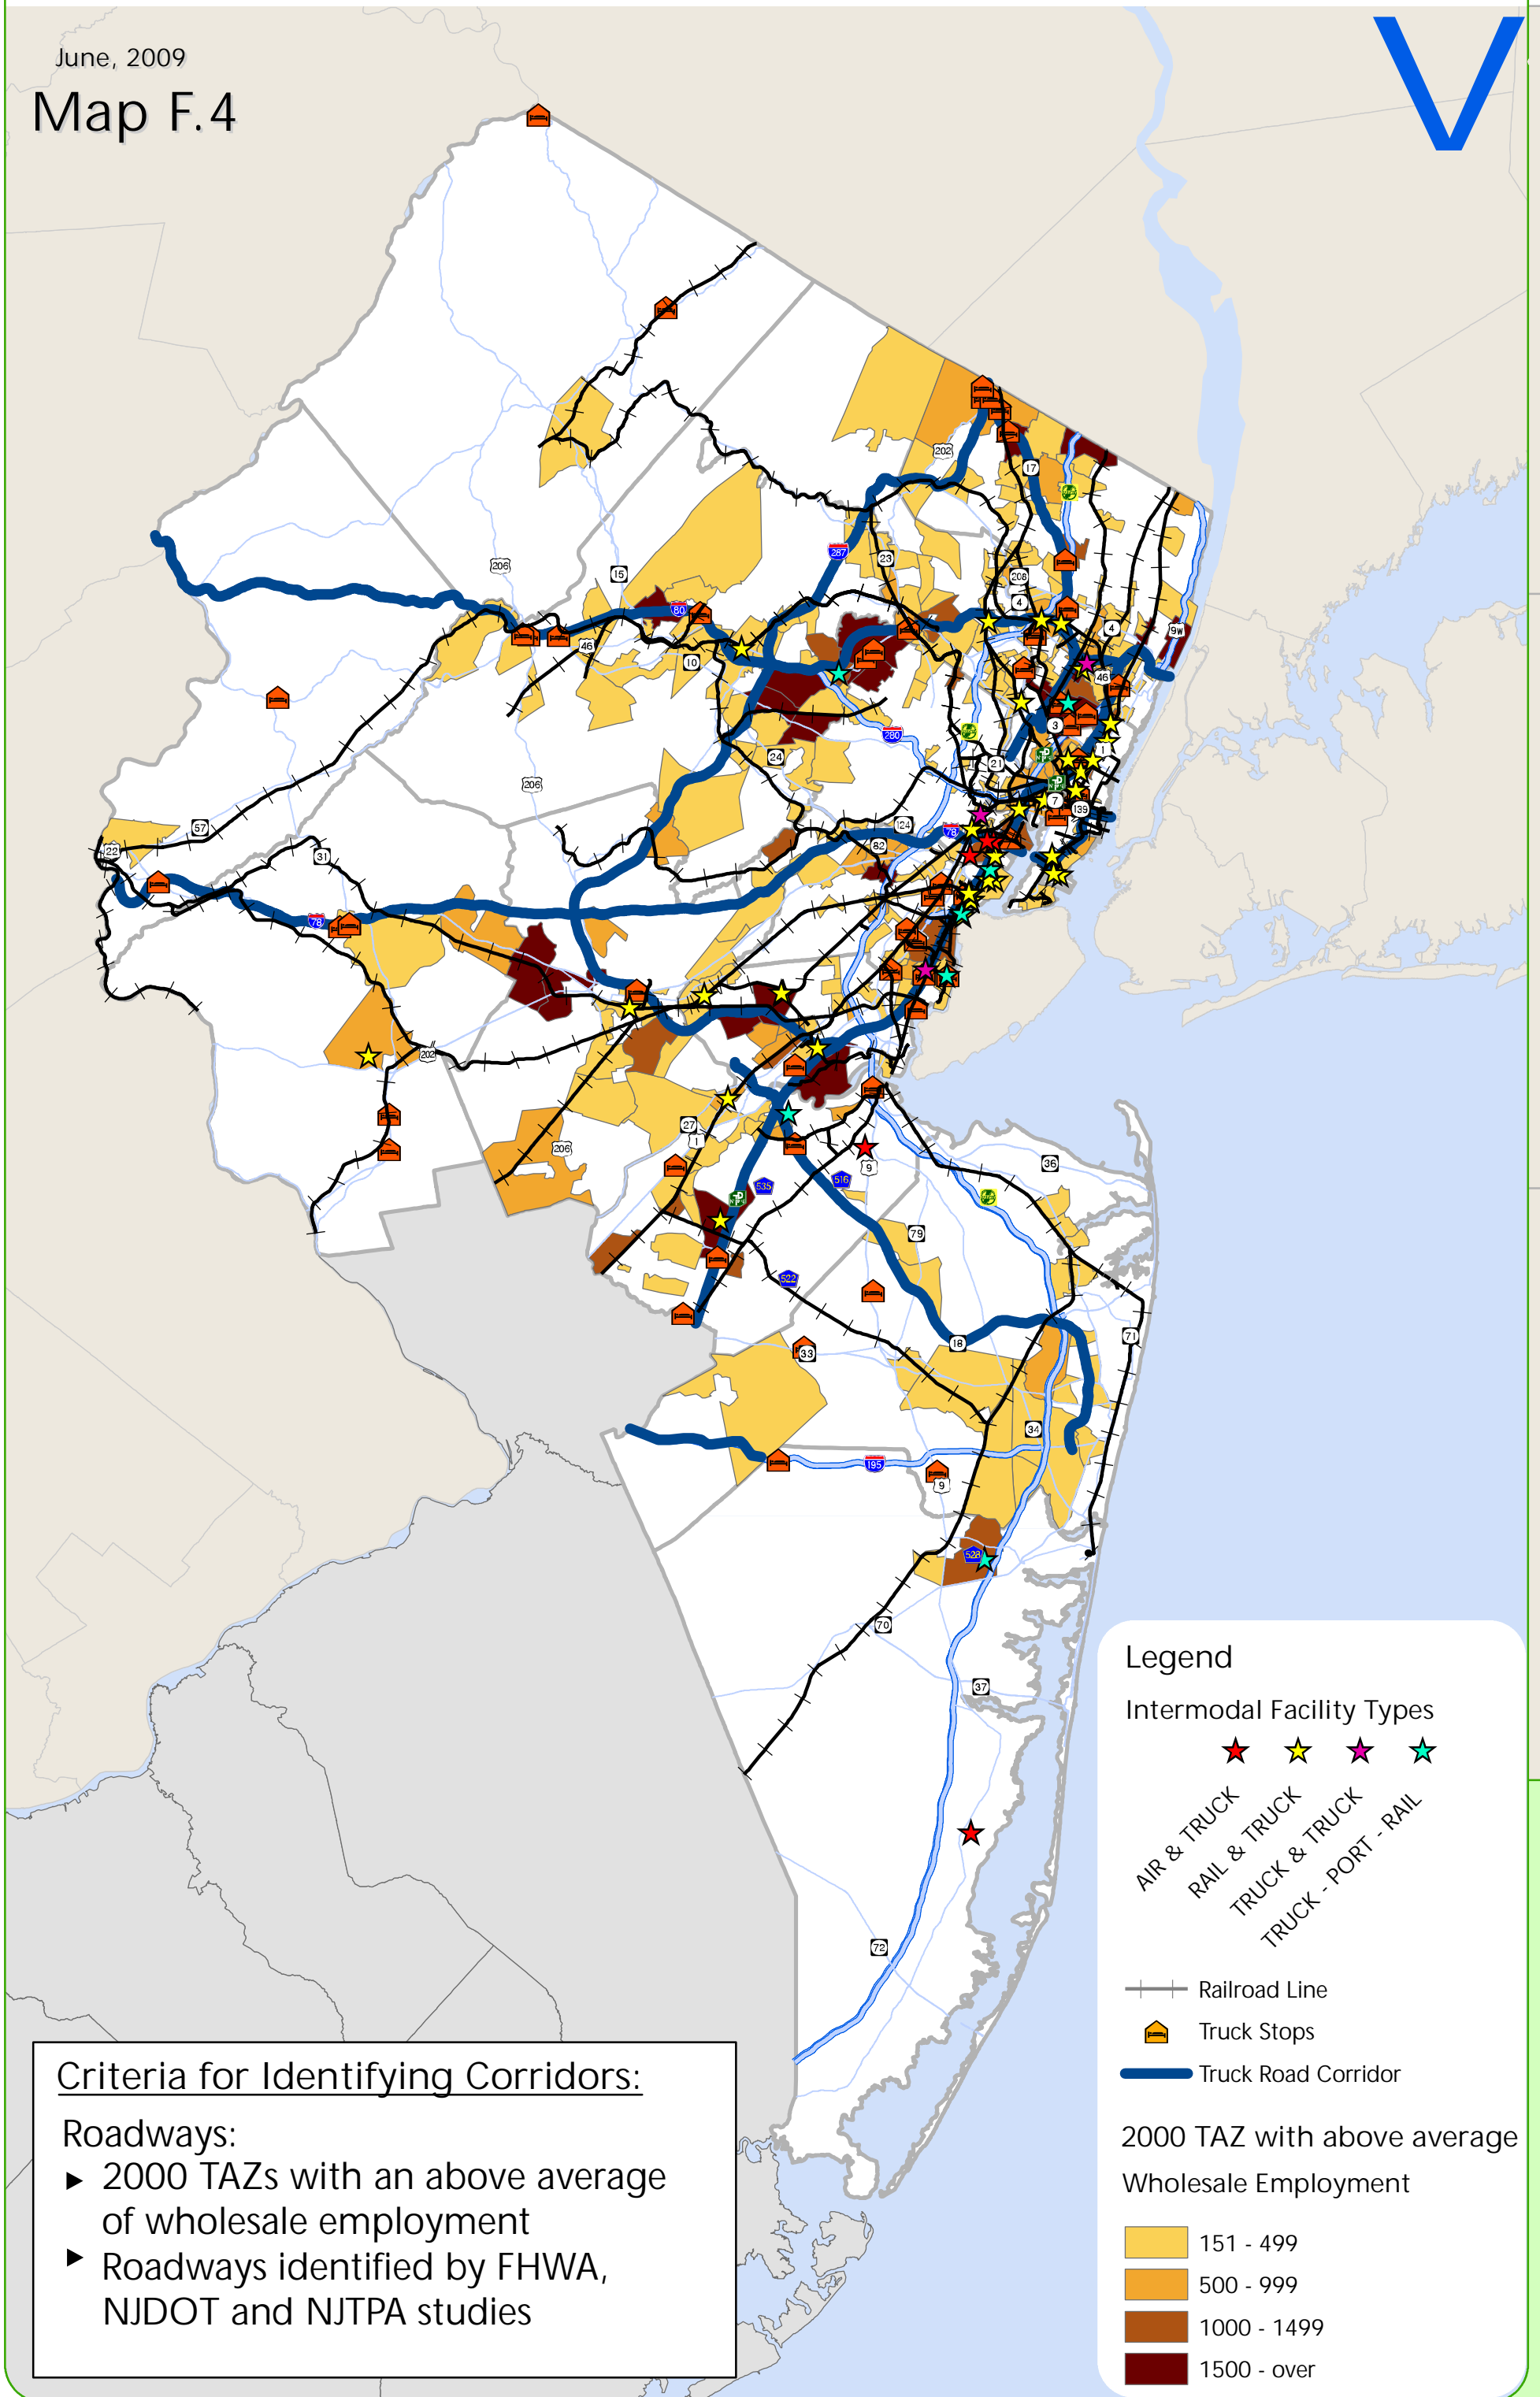 June, 2009
Map F.4
V
202
17
287
23
206
15
208
4
80
4
9W
46
10
46
3
280
1
24
21
206
7
139
57
124
78
22
82
31
78
202
27
1
206
9
36
535
516
79
522
71
18
33
34
195
9
528
70
37
72
Legend
Intermodal Facility Types
AIR & TRUCK
RAIL & TRUCK
TRUCK & TRUCK
TRUCK - PORT - RAIL
Railroad Line
Truck Stops
Truck Road Corridor
2000 TAZ with above average
Wholesale Employment
151 - 499
500 - 999
1000 - 1499
1500 - over
Criteria for Identifying Corridors:
Roadways:
► 2000 TAZs with an above average
of wholesale employment
► Roadways identified by FHWA,
NJDOT and NJTPA studies